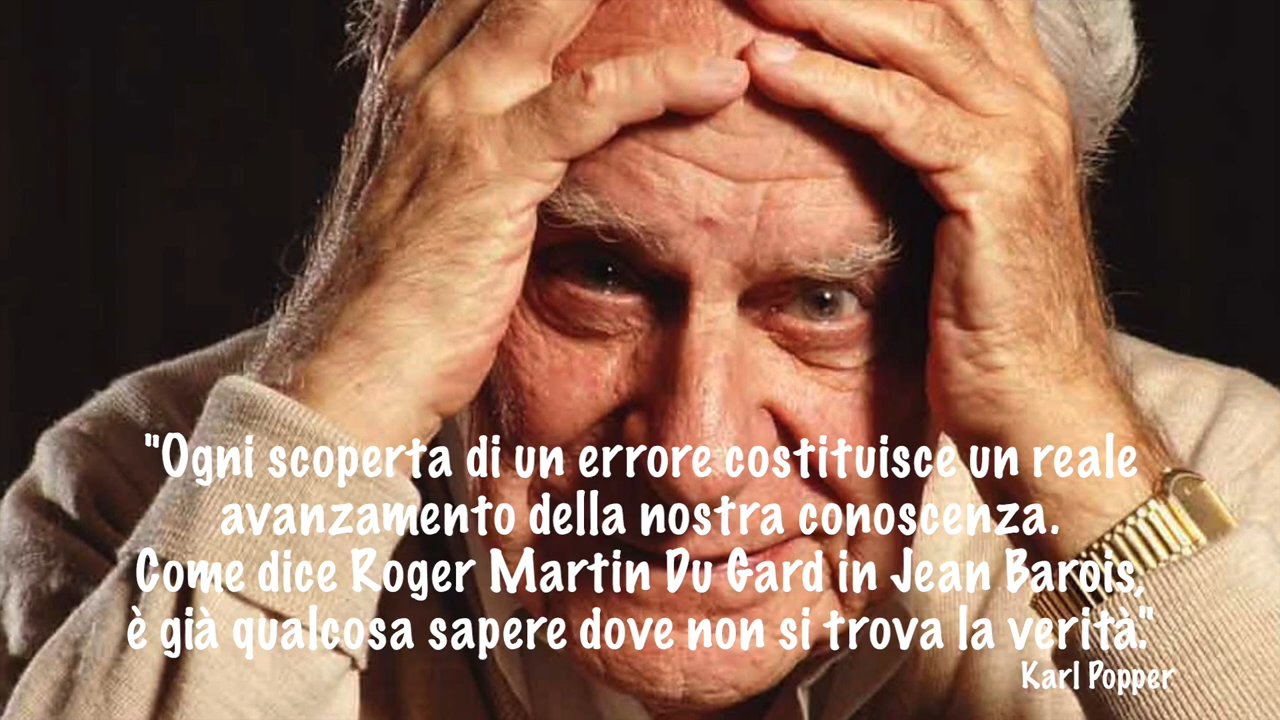 "Ogni scoperta di un errore costituisce un reale
avanzamento della nostra conoscenza.
Come dice Roger Martin Du Gard in Jean Barois,
è già qualcosa sapere dove non si trova la verità."
Karl Popper